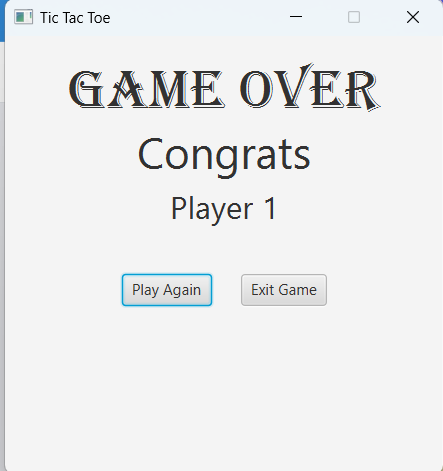 Tic Tac Toe
GAME OVER
Congrats
Player 1
Play Again
Exit Game